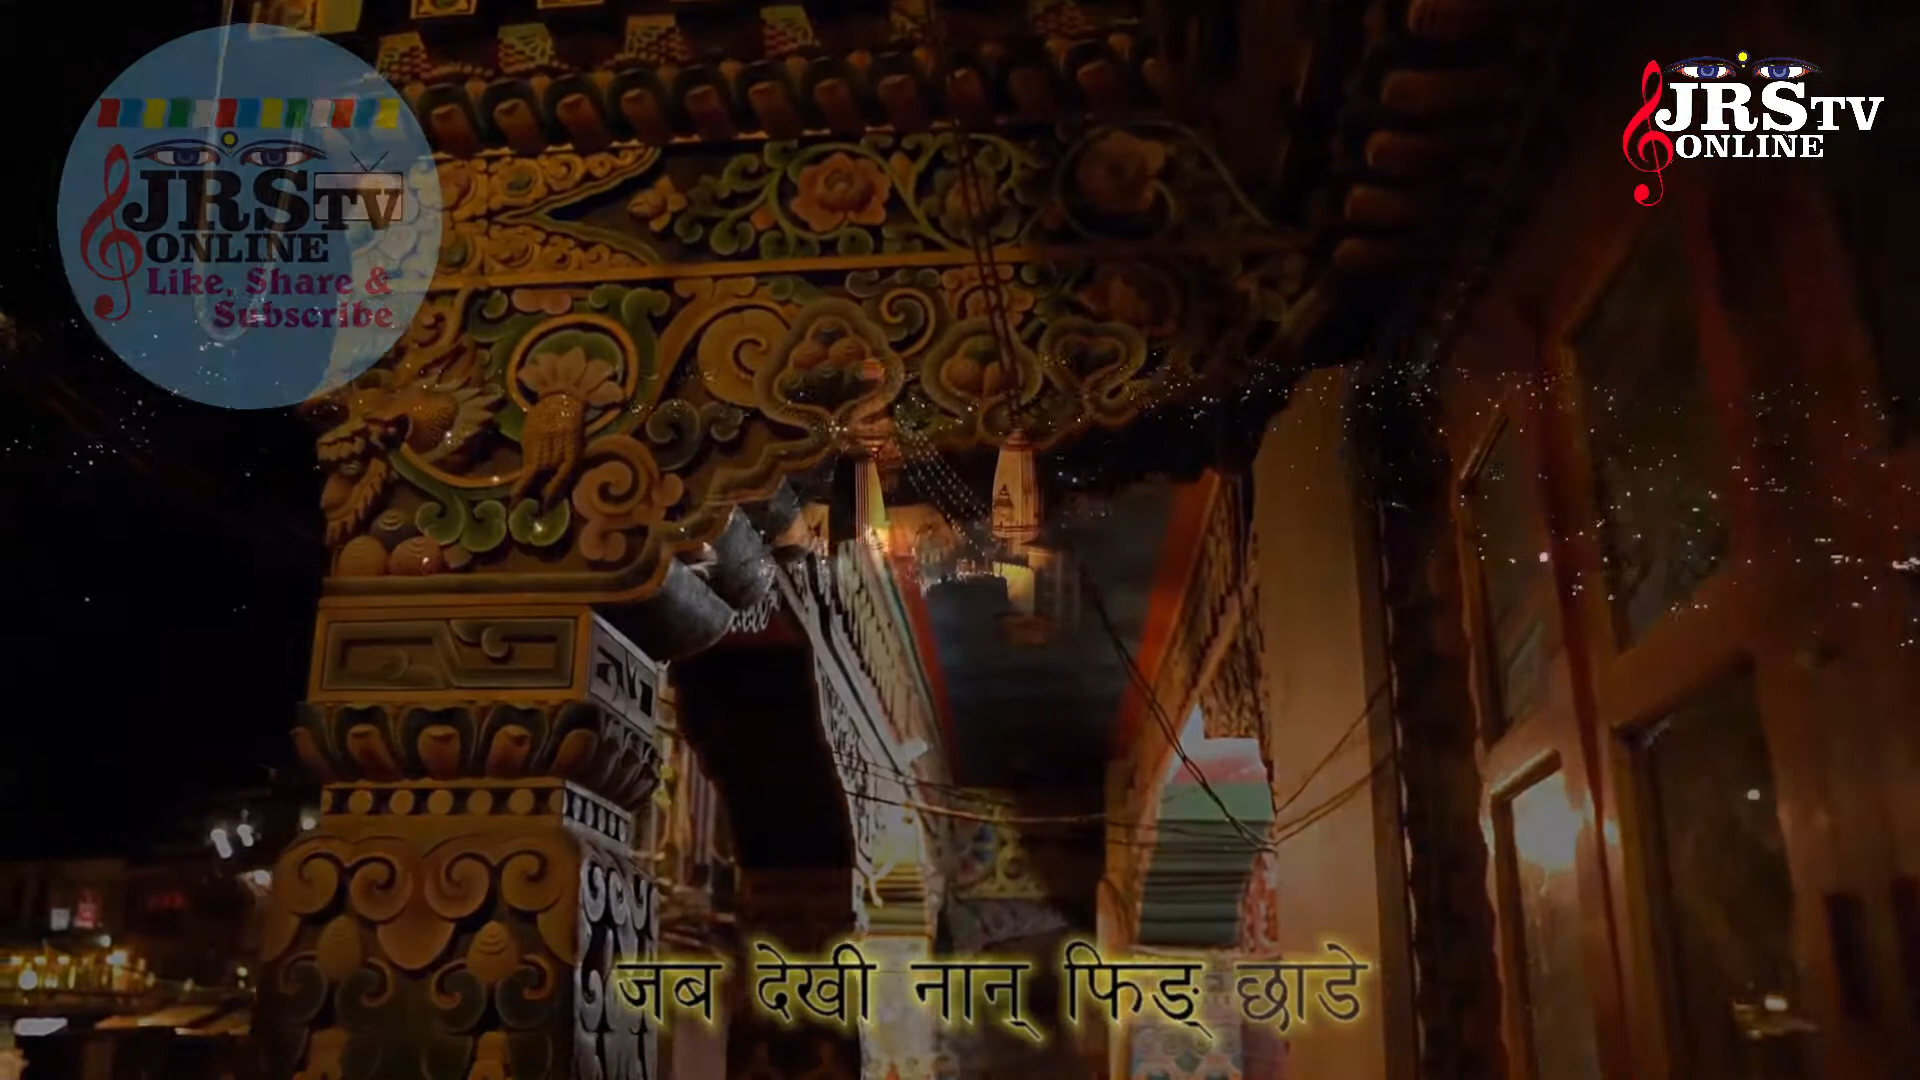 JRS TV
ONLINE
Like, Share &
Subscribe
JRS TV
ONLINE
जब देखी नान् फिङ् छाडे